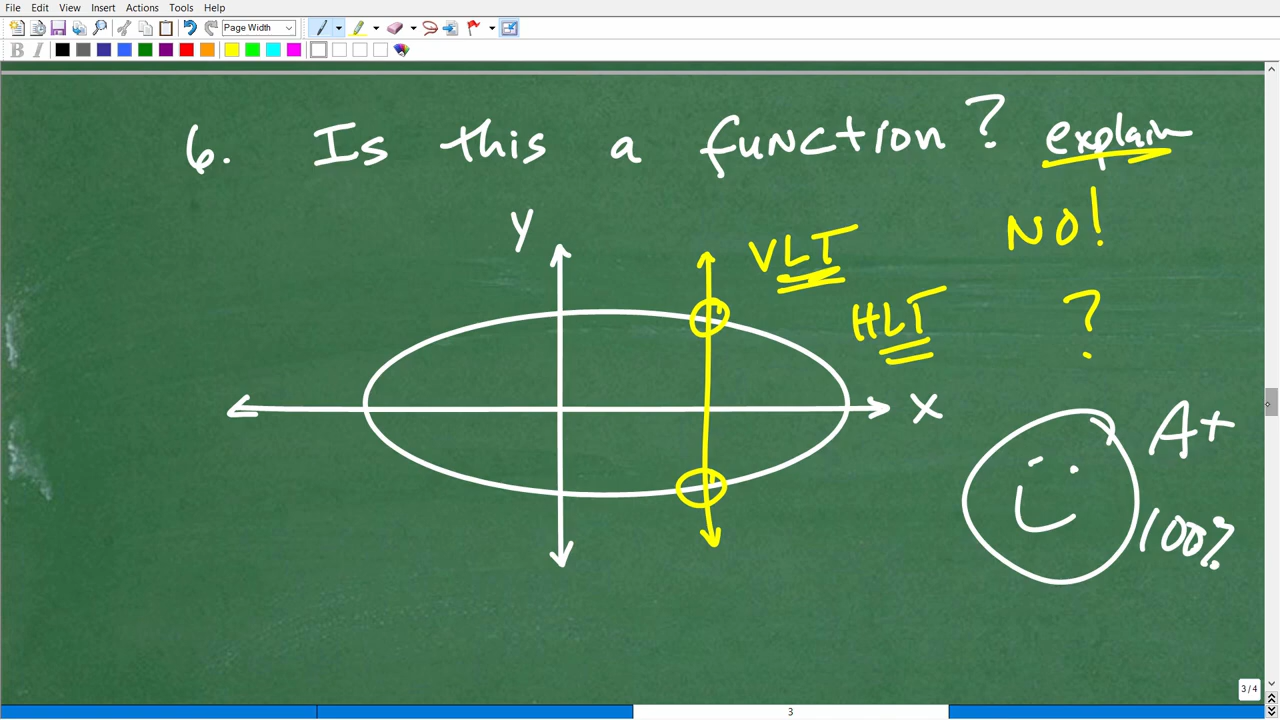 File Edit View Insert Actions Tools Help
Page Width
B I
6. Is this a function? explain
NO!
y
VLT
HLT ?
x
A+
100%
3/4
3